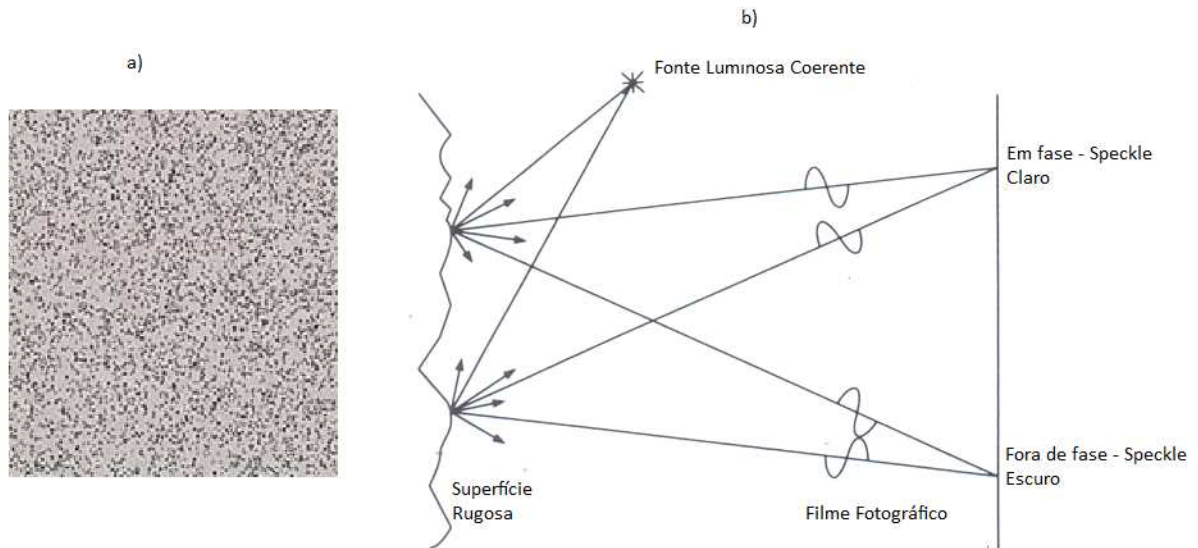 a)
b)
Fonte Luminosa Coerente
Em fase - Speckle
Claro
Fora de fase - Speckle
Escuro
Superfície
Rugosa
Filme Fotográfico